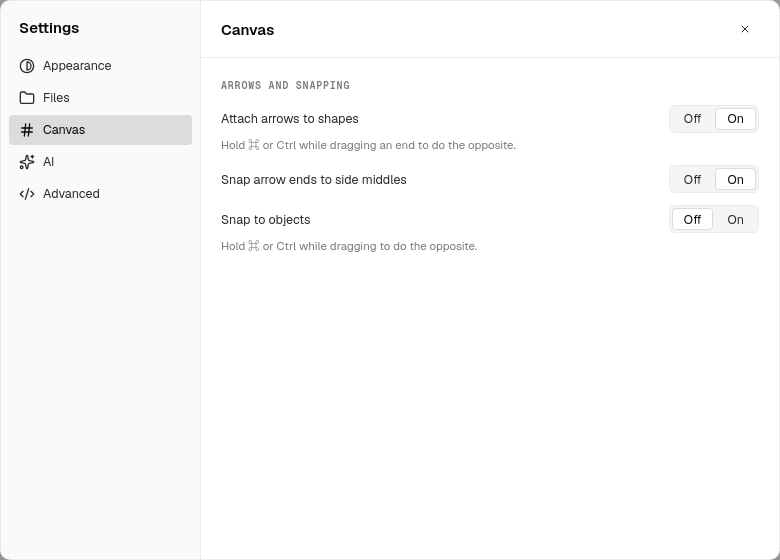 Settings
Appearance
Files
Canvas
AI
Advanced
Canvas
ARROWS AND SNAPPING
Attach arrows to shapes
Off On
Hold ⌘ or Ctrl while dragging an end to do the opposite.
Snap arrow ends to side middles
Off On
Snap to objects
Off On
Hold ⌘ or Ctrl while dragging to do the opposite.